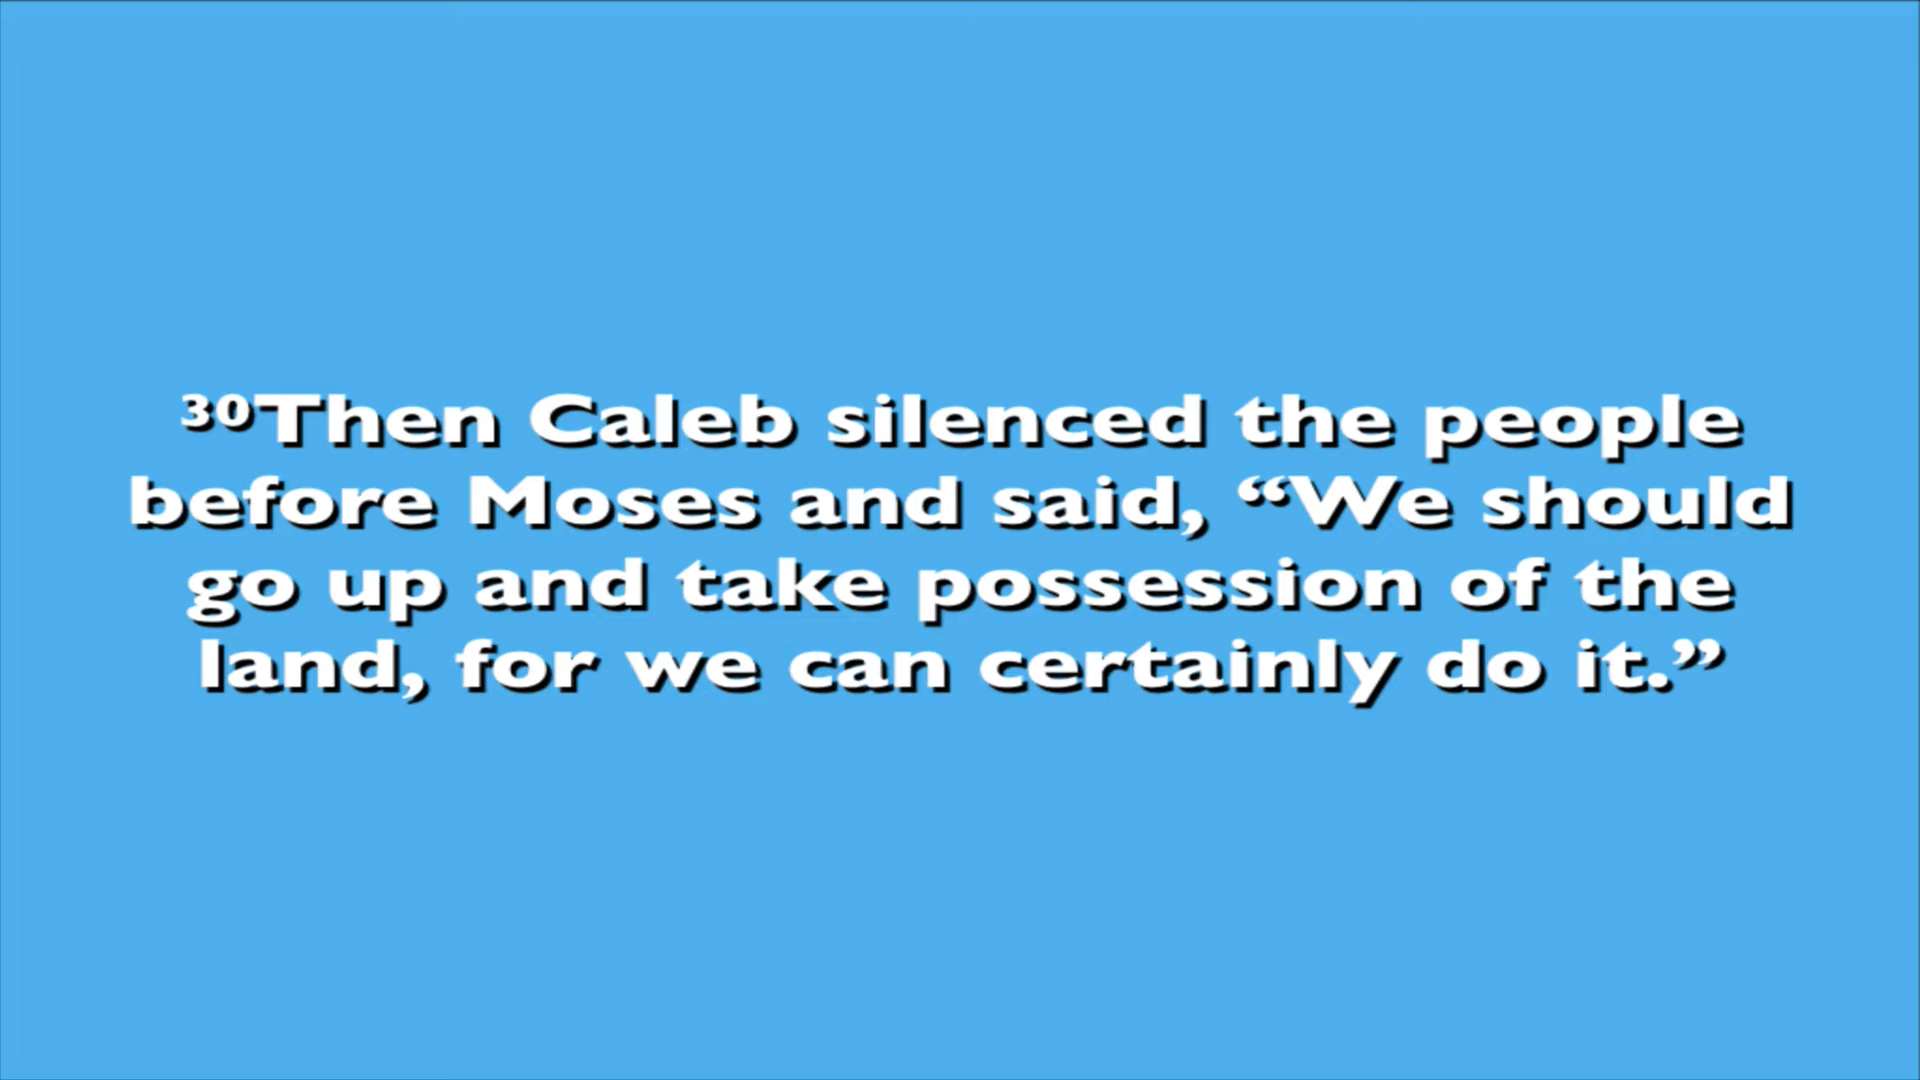 ³⁰Then Caleb silenced the people
before Moses and said, “We should
go up and take possession of the
land, for we can certainly do it.”